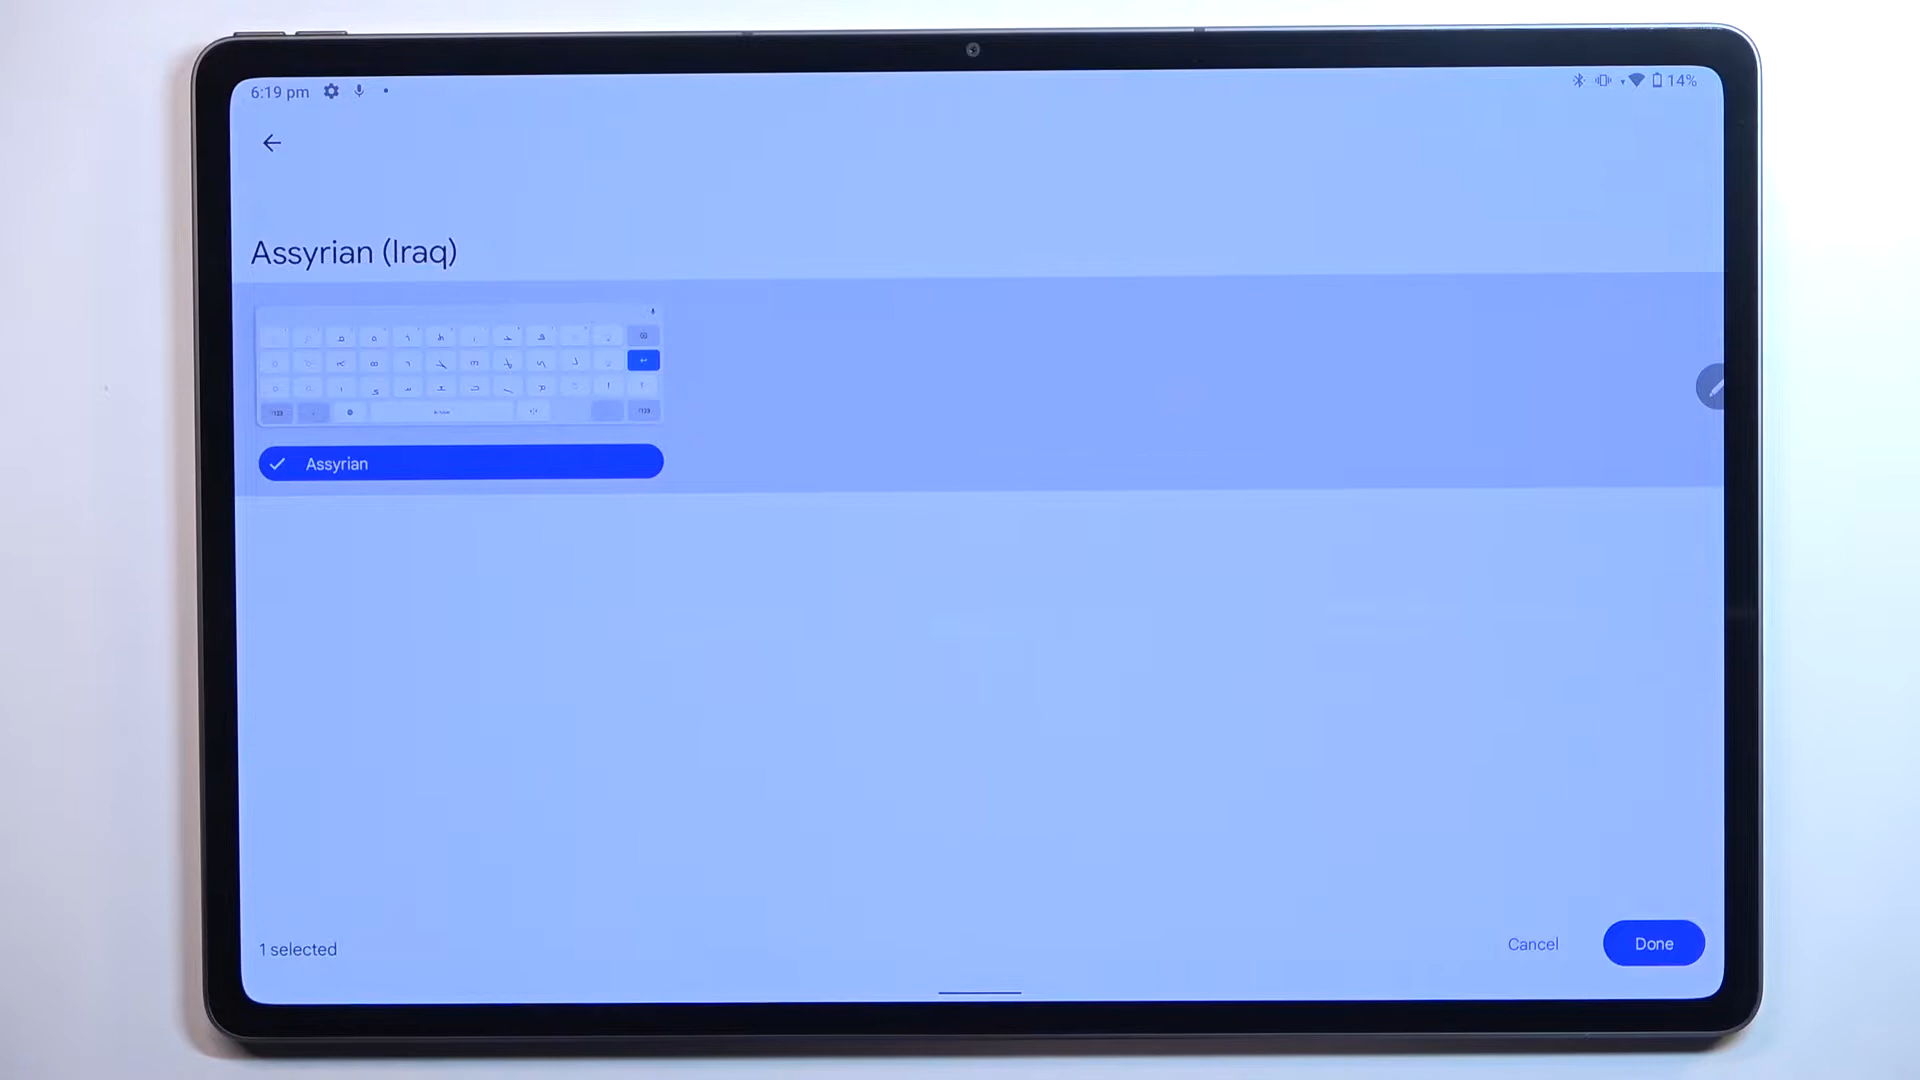 6:19 pm
14%
Assyrian (Iraq)
Assyrian
1 selected
Cancel
Done